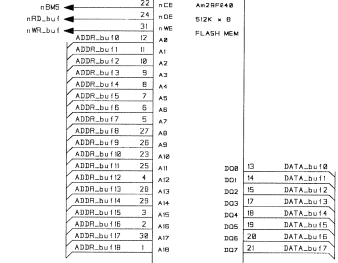 nBMS 22 nCE Am29F040
nRD_buf 24 nOE 512K × 8
nWR_buf 31 nWE FLASH MEM
ADDR_buf0 12 A0
ADDR_buf1 11 A1
ADDR_buf2 10 A2
ADDR_buf3 9 A3
ADDR_buf4 8 A4
ADDR_buf5 7 A5
ADDR_buf6 6 A6
ADDR_buf7 5 A7
ADDR_buf8 27 A8
ADDR_buf9 26 A9
ADDR_buf10 23 A10
ADDR_buf11 25 A11
ADDR_buf12 4 A12
ADDR_buf13 28 A13
ADDR_buf14 29 A14
ADDR_buf15 3 A15
ADDR_buf16 2 A16
ADDR_buf17 30 A17
ADDR_buf18 1 A18
DQ0 13 DATA_buf0
DQ1 14 DATA_buf1
DQ2 15 DATA_buf2
DQ3 17 DATA_buf3
DQ4 18 DATA_buf4
DQ5 19 DATA_buf5
DQ6 20 DATA_buf6
DQ7 21 DATA_buf7